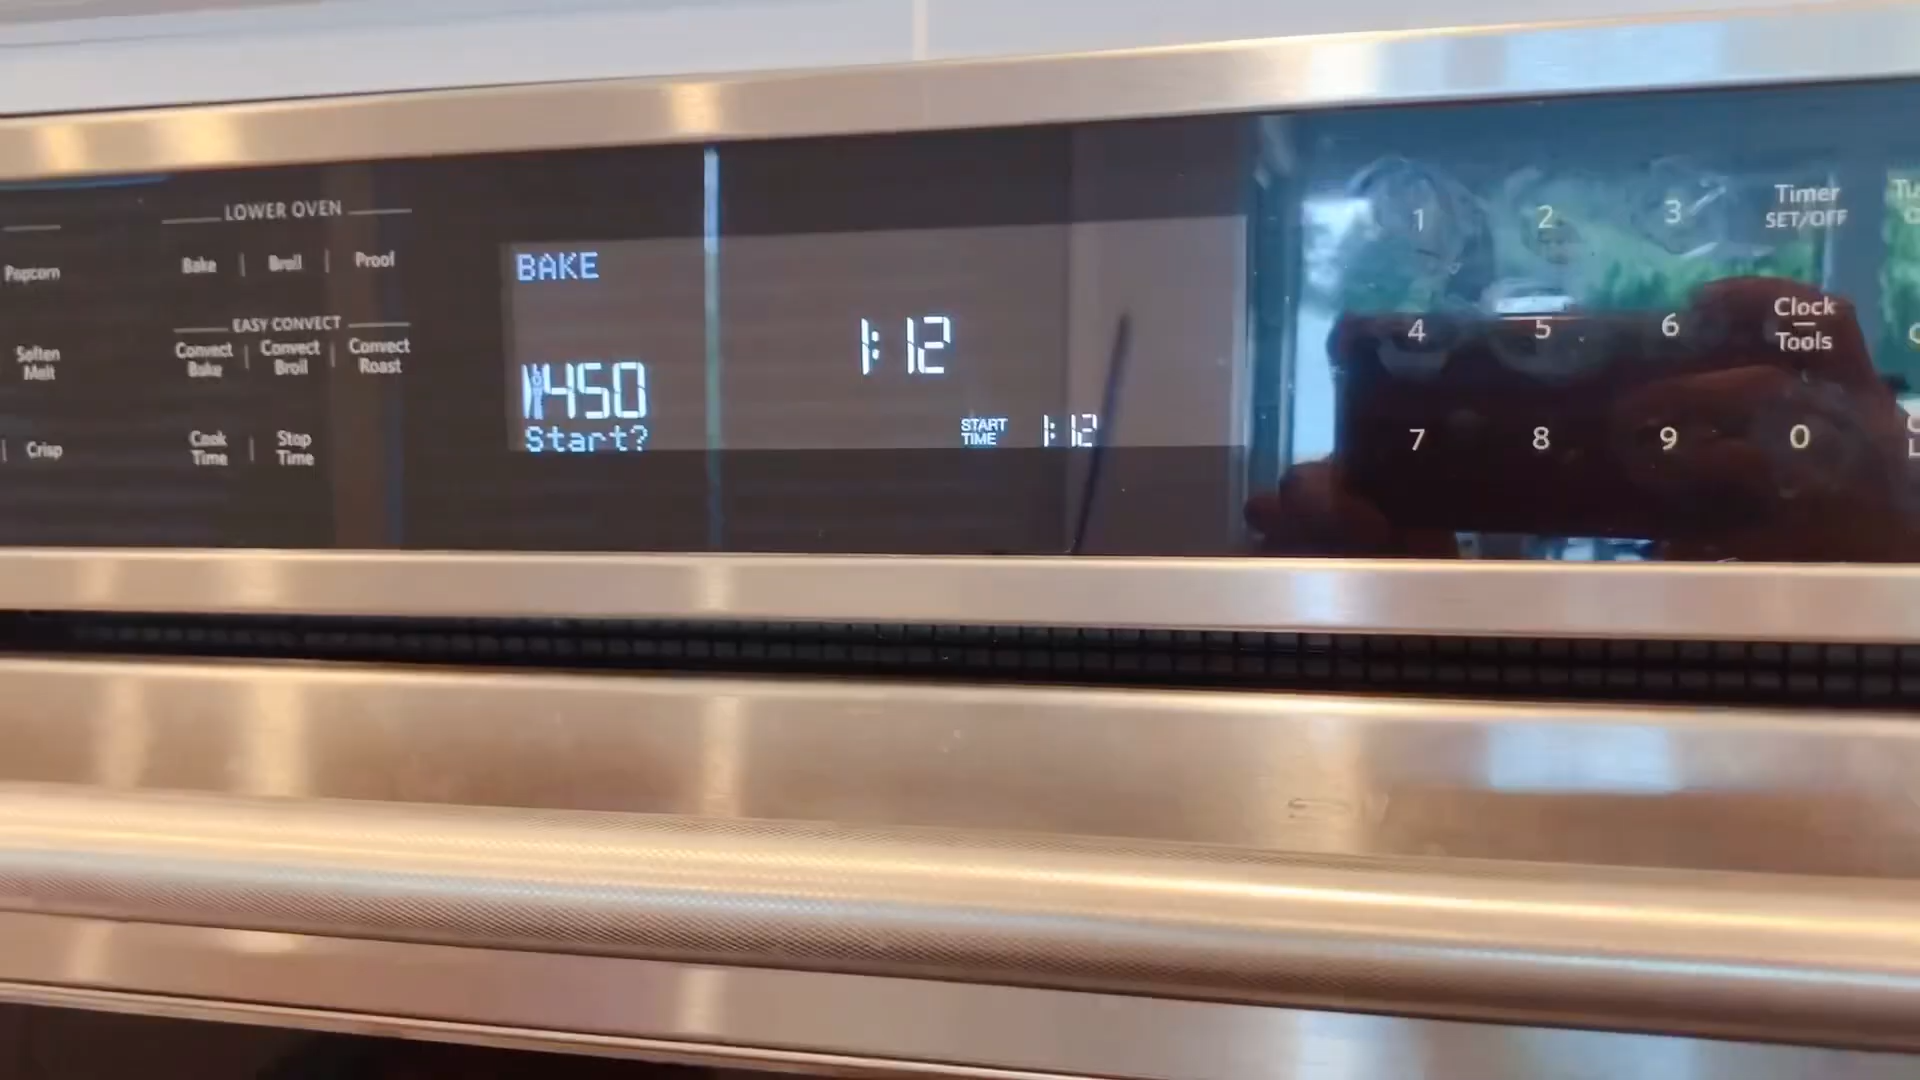 Popcorn
Soften
Melt
Crisp
LOWER OVEN
Bake | Broil | Proof
EASY CONVECT
Convect Bake | Convect Broil | Convect Roast
Cook Time | Stop Time
BAKE
450
Start?
1:12
START TIME 1:12
1 2 3
Timer
SET/OFF
4 5 6
Clock
Tools
7 8 9 0